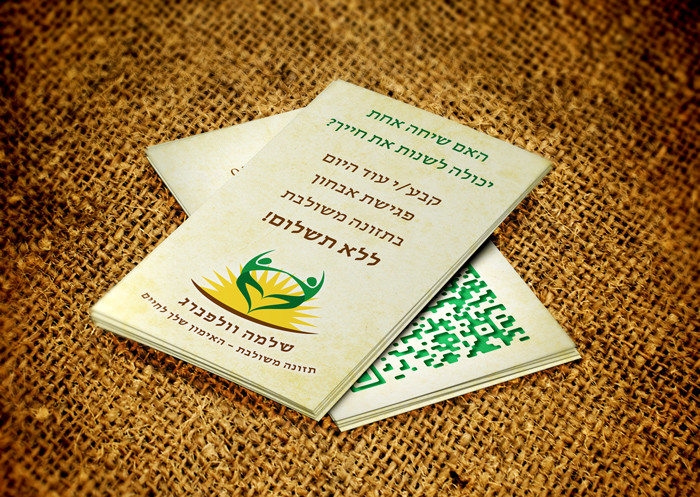 האם שיחה אחת
יכולה לשנות את חייך?
קבע/י עוד היום
פגישת אבחון
בתזונה משולבת
ללא תשלום!
שלמה וולפברג
תזונה משולבת - האימון שלך לחיים